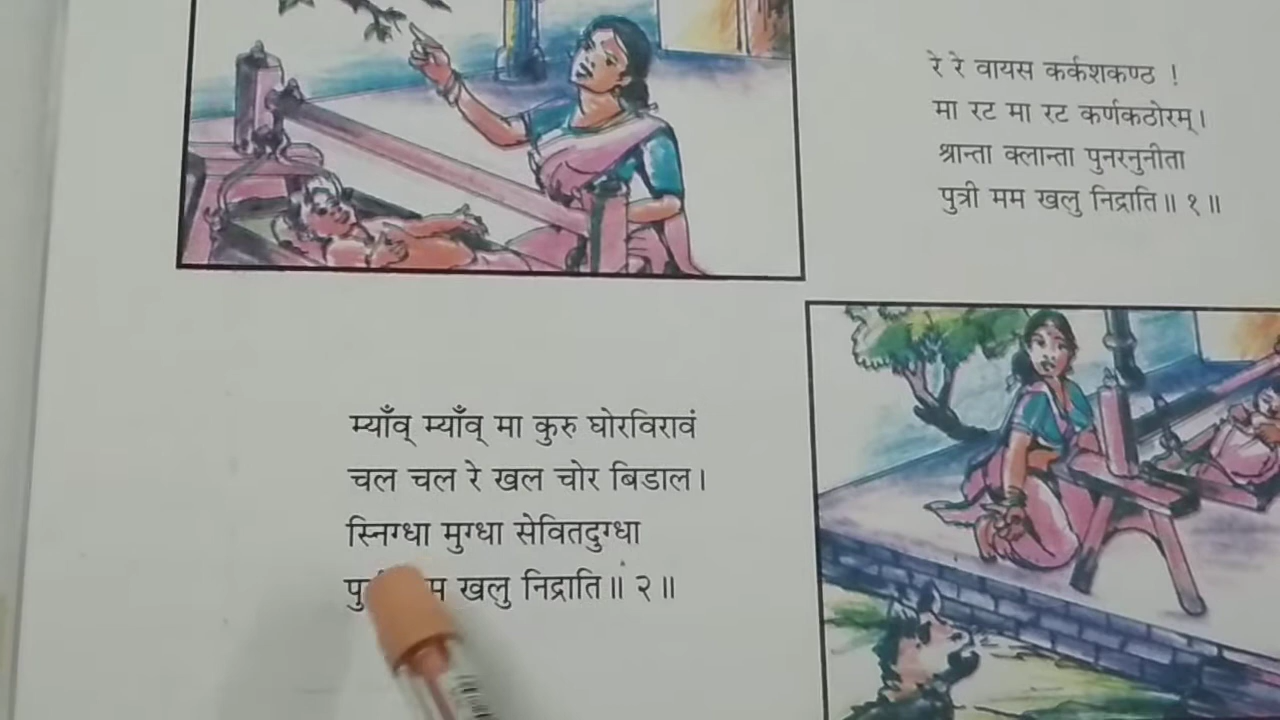 रे रे वायस कर्कशकण्ठ !
मा रट मा रट कर्णकठोरम्।
श्रान्ता क्लान्ता पुनरनुनीता
पुत्री मम खलु निद्राति॥ १॥
म्याँव् म्याँव् मा कुरु घोरविरावं
चल चल रे खल चोर बिडाल।
स्निग्धा मुग्धा सेवितदुग्धा
खलु निद्राति॥ २॥